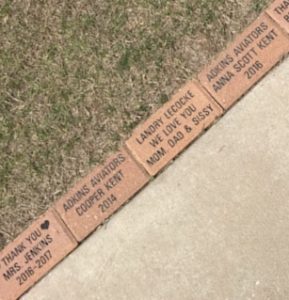 THANK YOU ♥
MRS. JENKINS
2016-2017
ADKINS AVIATORS
COOPER KENT
2014
LANDRY LECOCKE
WE LOVE YOU
MOM, DAD & SISSY
ADKINS AVIATORS
ANNA SCOTT KENT
2016